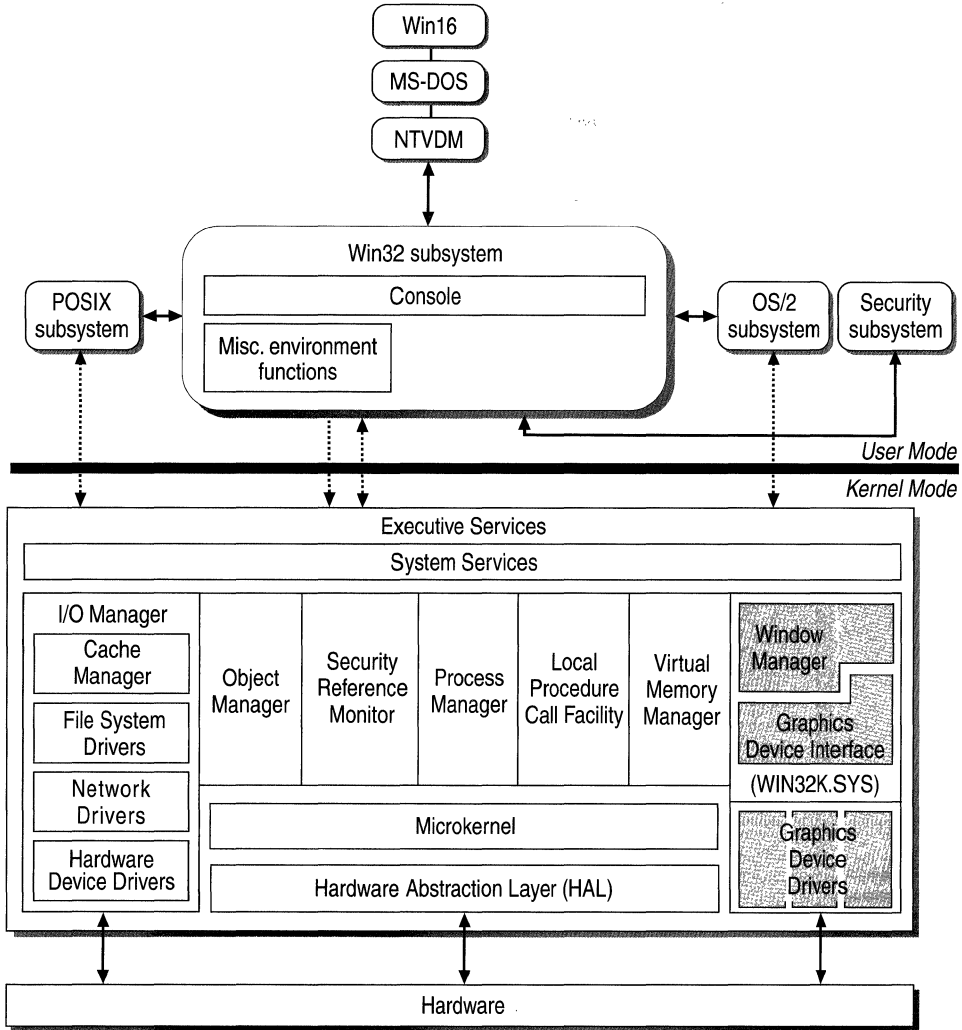 Win16
MS-DOS
NTVDM
Win32 subsystem
Console
Misc. environment
functions
POSIX
subsystem
OS/2
subsystem
Security
subsystem
User Mode
Kernel Mode
Executive Services
System Services
I/O Manager
Cache
Manager
File System
Drivers
Network
Drivers
Hardware
Device Drivers
Object
Manager
Security
Reference
Monitor
Process
Manager
Local
Procedure
Call Facility
Virtual
Memory
Manager
Window
Manager
Graphics
Device Interface
(WIN32K.SYS)
Graphics
Device
Drivers
Microkernel
Hardware Abstraction Layer (HAL)
Hardware